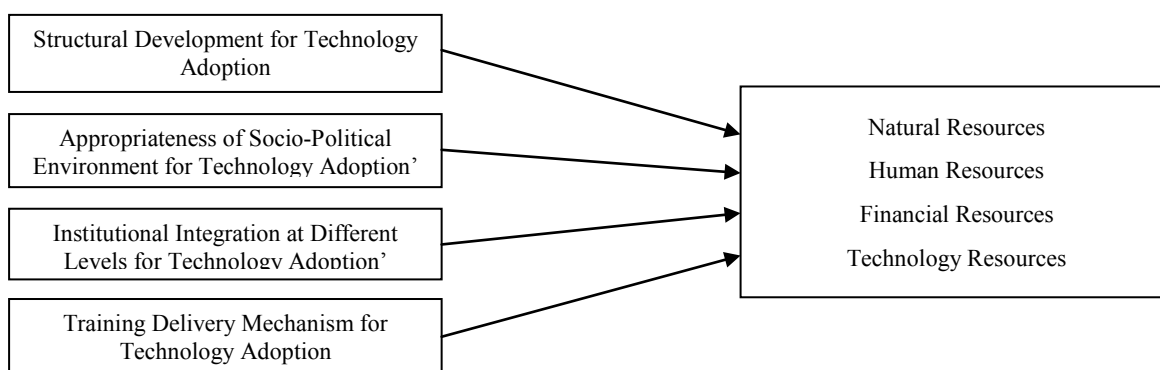 Structural Development for Technology
Adoption
Appropriateness of Socio-Political
Environment for Technology Adoption’
Institutional Integration at Different
Levels for Technology Adoption’
Training Delivery Mechanism for
Technology Adoption
Natural Resources
Human Resources
Financial Resources
Technology Resources